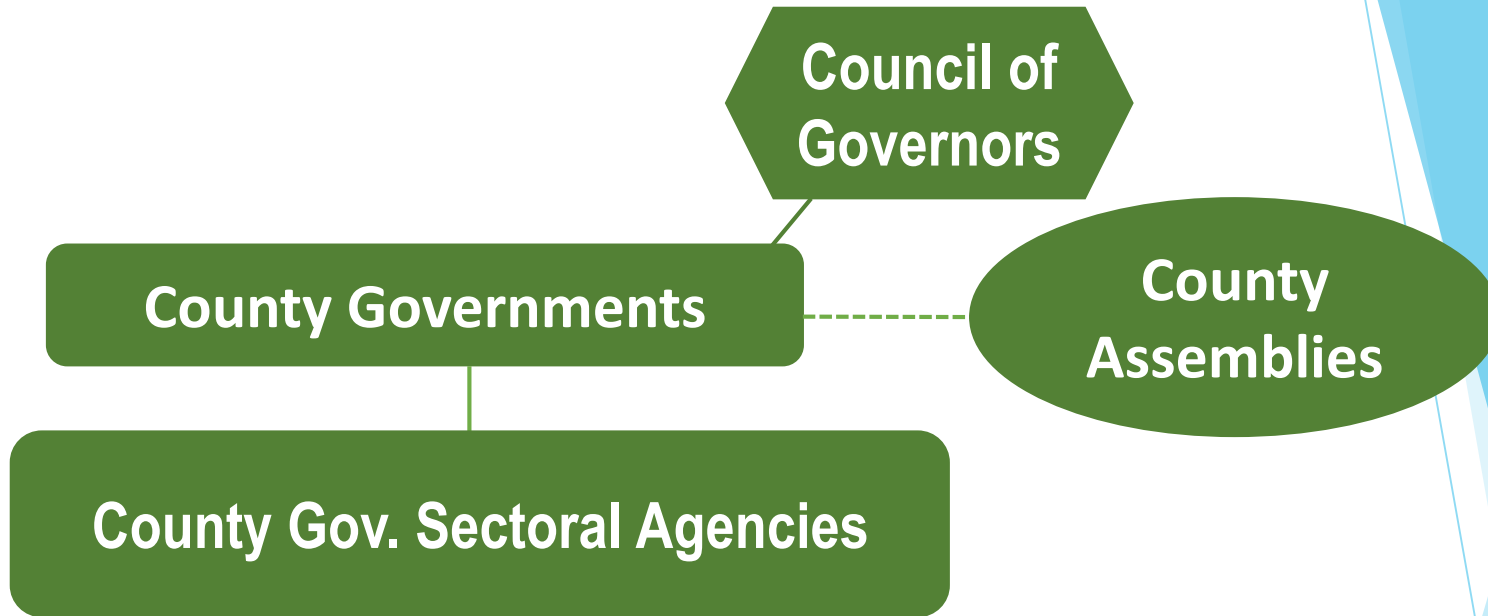 Council of
Governors
County Governments
County
Assemblies
County Gov. Sectoral Agencies